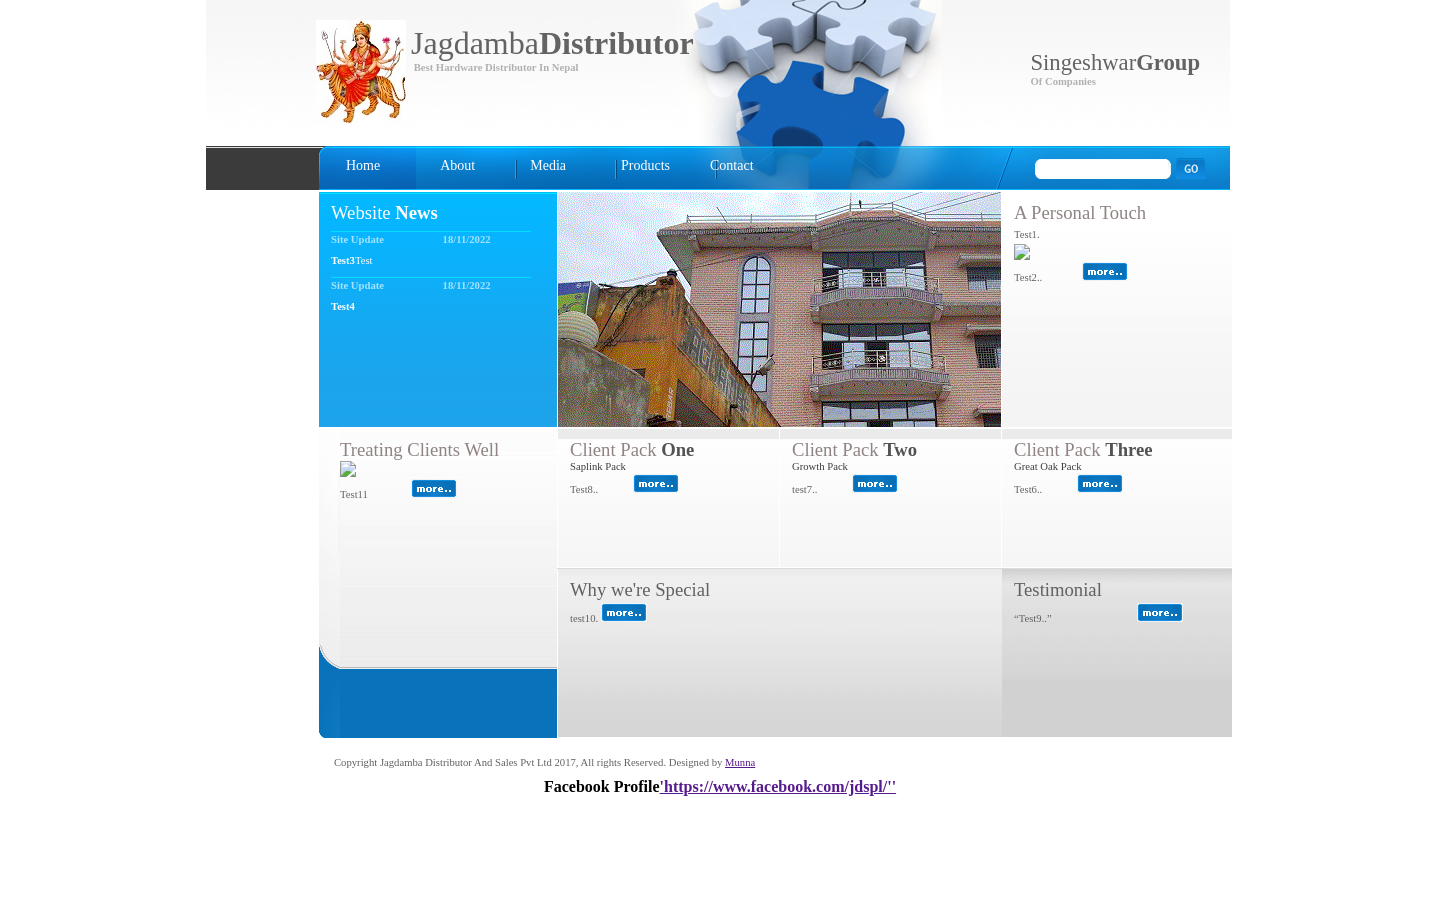 JagdambaDistributor
Best Hardware Distributor In Nepal
SingeshwarGroup
Of Companies
Home About Media Products Contact
GO
Website News
Site Update 18/11/2022
Test3Test
Site Update 18/11/2022
Test4
A Personal Touch
Test1.
Test2.. more..
Treating Clients Well
Test11 more..
Client Pack One
Saplink Pack
Test8.. more..
Client Pack Two
Growth Pack
test7.. more..
Client Pack Three
Great Oak Pack
Test6.. more..
Why we're Special
test10. more..
Testimonial
“Test9..” more..
Copyright Jagdamba Distributor And Sales Pvt Ltd 2017, All rights Reserved. Designed by Munna
Facebook Profile'https://www.facebook.com/jdspl/''